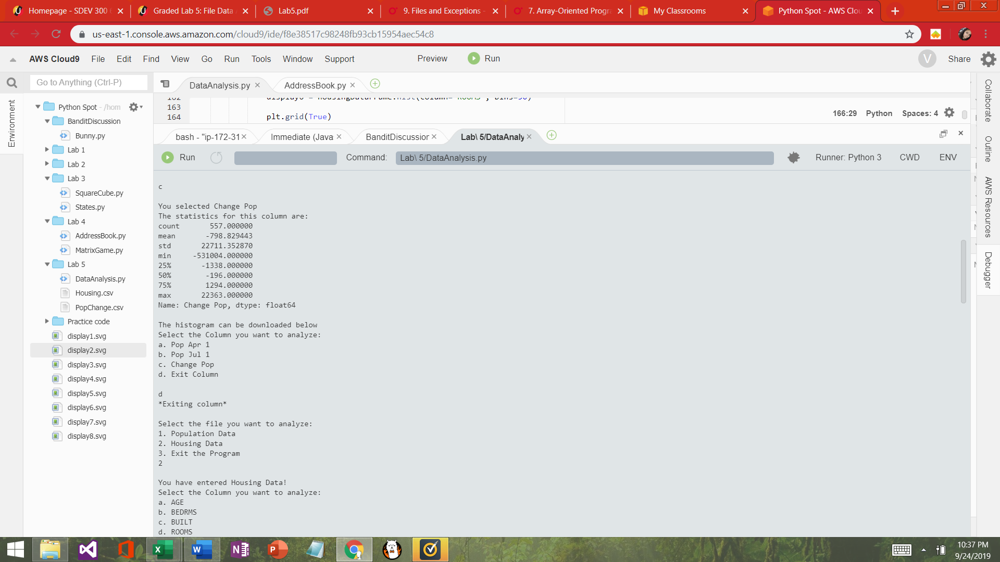 Homepage - SDEV 300 6
Graded Lab 5: File Data
Lab5.pdf
9. Files and Exceptions -
7. Array-Oriented Progra
My Classrooms
Python Spot - AWS Clou
us-east-1.console.aws.amazon.com/cloud9/ide/f8e38517c98248fb93cb15954aec54c8
AWS Cloud9 File Edit Find View Go Run Tools Window Support Preview Run V Share
Go to Anything (Ctrl-P)
DataAnalysis.py
AddressBook.py
162 display6 = housingDataFrame.hist(column='ROOMS', bins=50)
163
164 plt.grid(True)
166:29 Python Spaces: 4
bash - "ip-172-31
Immediate (Java
BanditDiscussior
Lab\ 5/DataAnaly
Run Command: Lab\ 5/DataAnalysis.py Runner: Python 3 CWD ENV
Environment
Python Spot - /hom
BanditDiscussion
Bunny.py
Lab 1
Lab 2
Lab 3
SquareCube.py
States.py
Lab 4
AddressBook.py
MatrixGame.py
Lab 5
DataAnalysis.py
Housing.csv
PopChange.csv
Practice code
display1.svg
display2.svg
display3.svg
display4.svg
display5.svg
display6.svg
display7.svg
display8.svg
c
You selected Change Pop
The statistics for this column are:
count 557.000000
mean -798.829443
std 22711.352870
min -531004.000000
25% -1338.000000
50% -196.000000
75% 1294.000000
max 22363.000000
Name: Change Pop, dtype: float64
The histogram can be downloaded below
Select the Column you want to analyze:
a. Pop Apr 1
b. Pop Jul 1
c. Change Pop
d. Exit Column
d
*Exiting column*
Select the file you want to analyze:
1. Population Data
2. Housing Data
3. Exit the Program
2
You have entered Housing Data!
Select the Column you want to analyze:
a. AGE
b. BEDRMS
c. BUILT
d. ROOMS
Collaborate
Outline
AWS Resources
Debugger
10:37 PM
9/24/2019